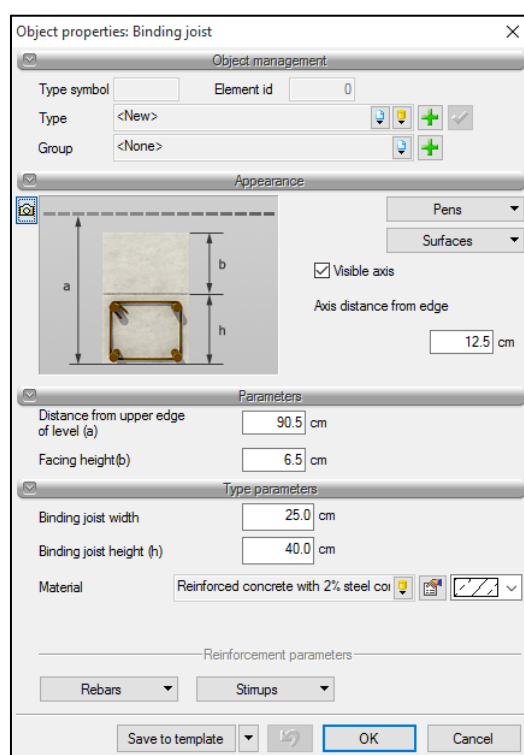 Object properties: Binding joist
Object management
Type symbol Element id 0
Type <New>
Group <None>
Appearance
Pens
Surfaces
Visible axis
Axis distance from edge
12.5 cm
a
b
h
Parameters
Distance from upper edge
of level (a) 90.5 cm
Facing height(b) 6.5 cm
Type parameters
Binding joist width 25.0 cm
Binding joist height (h) 40.0 cm
Material Reinforced concrete with 2% steel cor
Reinforcement parameters
Rebars Stirrups
Save to template OK Cancel